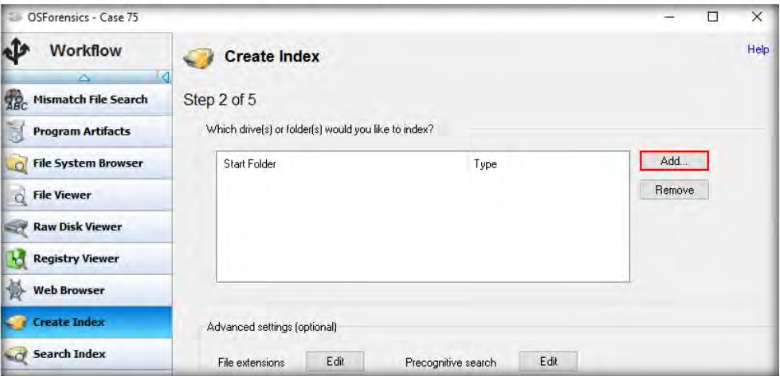 OSForensics - Case 75
Workflow
Create Index
Help
Mismatch File Search
ABC
Program Artifacts
File System Browser
File Viewer
Raw Disk Viewer
Registry Viewer
Web Browser
Create Index
Search Index
Step 2 of 5
Which drive(s) or folder(s) would you like to index?
Start Folder
Type
Add...
Remove
Advanced settings (optional)
File extensions
Edit
Precognitive search
Edit